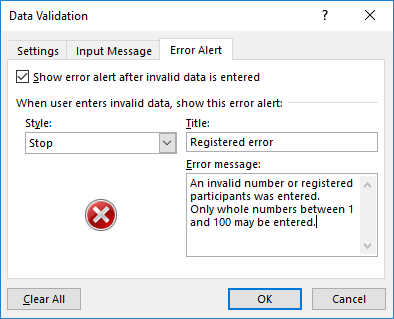 Data Validation
?
Settings
Input Message
Error Alert
Show error alert after invalid data is entered
When user enters invalid data, show this error alert:
Style:
Title:
Stop
Registered error
Error message:
An invalid number or registered
participants was entered.
Only whole numbers between 1
and 100 may be entered.
Clear All
OK
Cancel